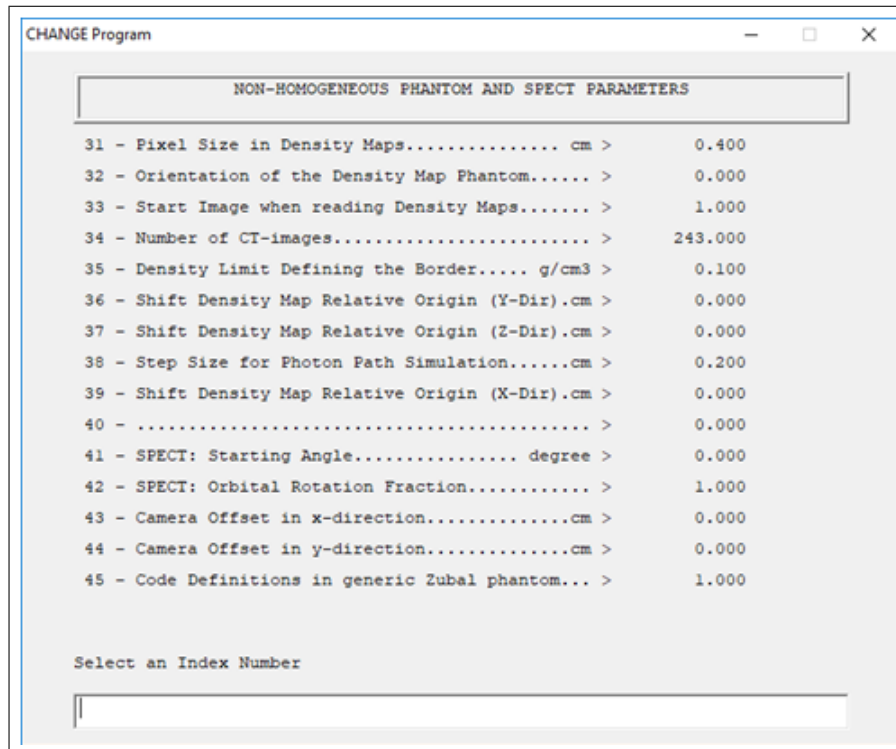 CHANGE Program
NON-HOMOGENEOUS PHANTOM AND SPECT PARAMETERS
31 - Pixel Size in Density Maps............... cm > 0.400
32 - Orientation of the Density Map Phantom...... > 0.000
33 - Start Image when reading Density Maps....... > 1.000
34 - Number of CT-images......................... > 243.000
35 - Density Limit Defining the Border..... g/cm3 > 0.100
36 - Shift Density Map Relative Origin (Y-Dir).cm > 0.000
37 - Shift Density Map Relative Origin (Z-Dir).cm > 0.000
38 - Step Size for Photon Path Simulation......cm > 0.200
39 - Shift Density Map Relative Origin (X-Dir).cm > 0.000
40 - ............................................ > 0.000
41 - SPECT: Starting Angle................ degree > 0.000
42 - SPECT: Orbital Rotation Fraction............ > 1.000
43 - Camera Offset in x-direction..............cm > 0.000
44 - Camera Offset in y-direction..............cm > 0.000
45 - Code Definitions in generic Zubal phantom... > 1.000
Select an Index Number